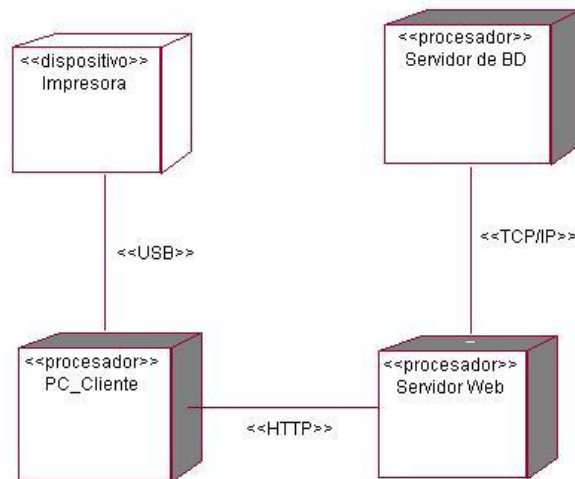 <<dispositivo>>
Impresora
<<procesador>>
Servidor de BD
<<USB>>
<<TCP/IP>>
<<procesador>>
PC_Cliente
<<HTTP>>
<<procesador>>
Servidor Web